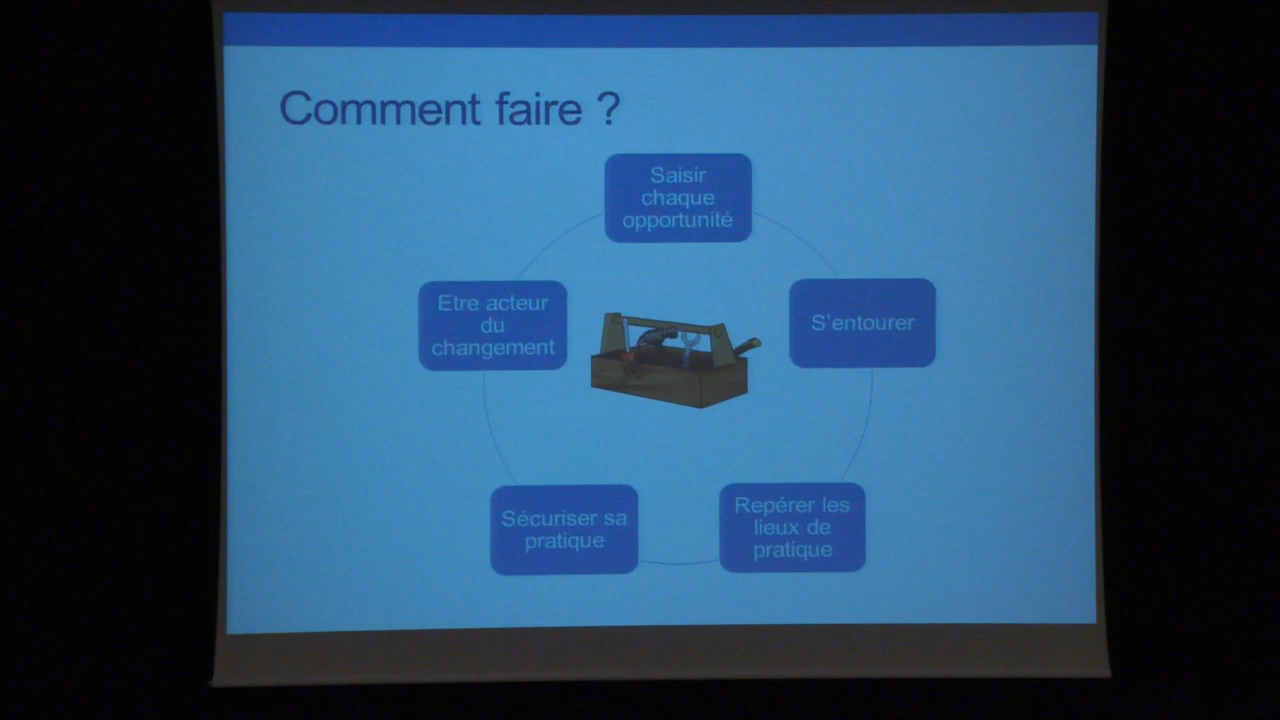 Comment faire ?
Saisir
chaque
opportunité
S'entourer
Repérer les
lieux de
pratique
Sécuriser sa
pratique
Etre acteur
du
changement